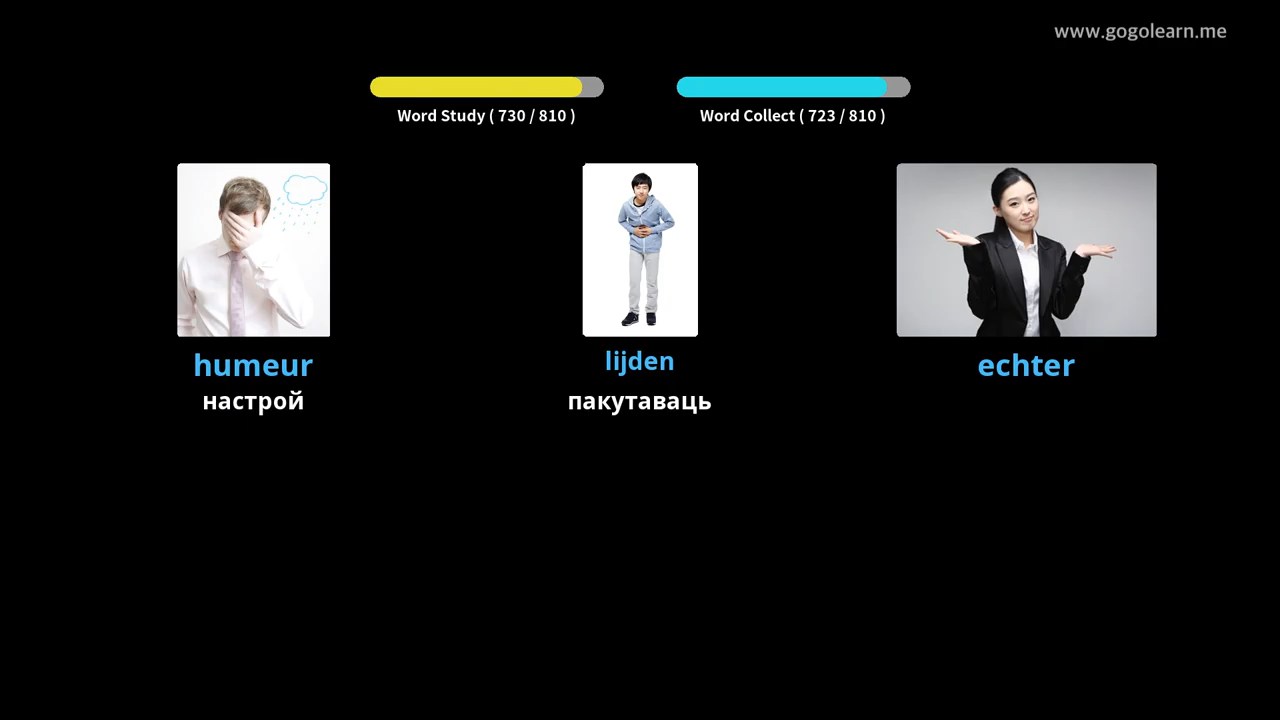 www.gogolearn.me
Word Study ( 730 / 810 )
Word Collect ( 723 / 810 )
humeur
настрой
lijden
пакутаваць
echter